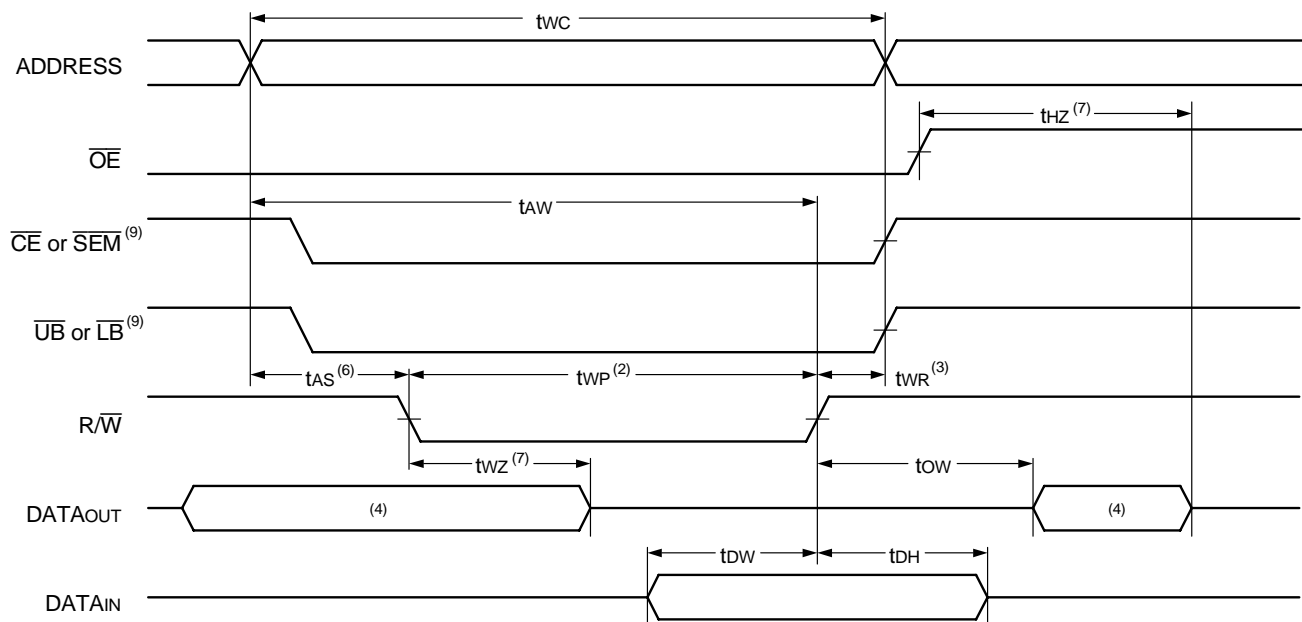 tWC
ADDRESS
tHZ (7)
OE
tAW
CE or SEM (9)
UB or LB (9)
tAS (6) tWP (2) tWR (3)
R/W
tWZ (7) tOW
DATAOUT (4) (4)
tDW tDH
DATAIN